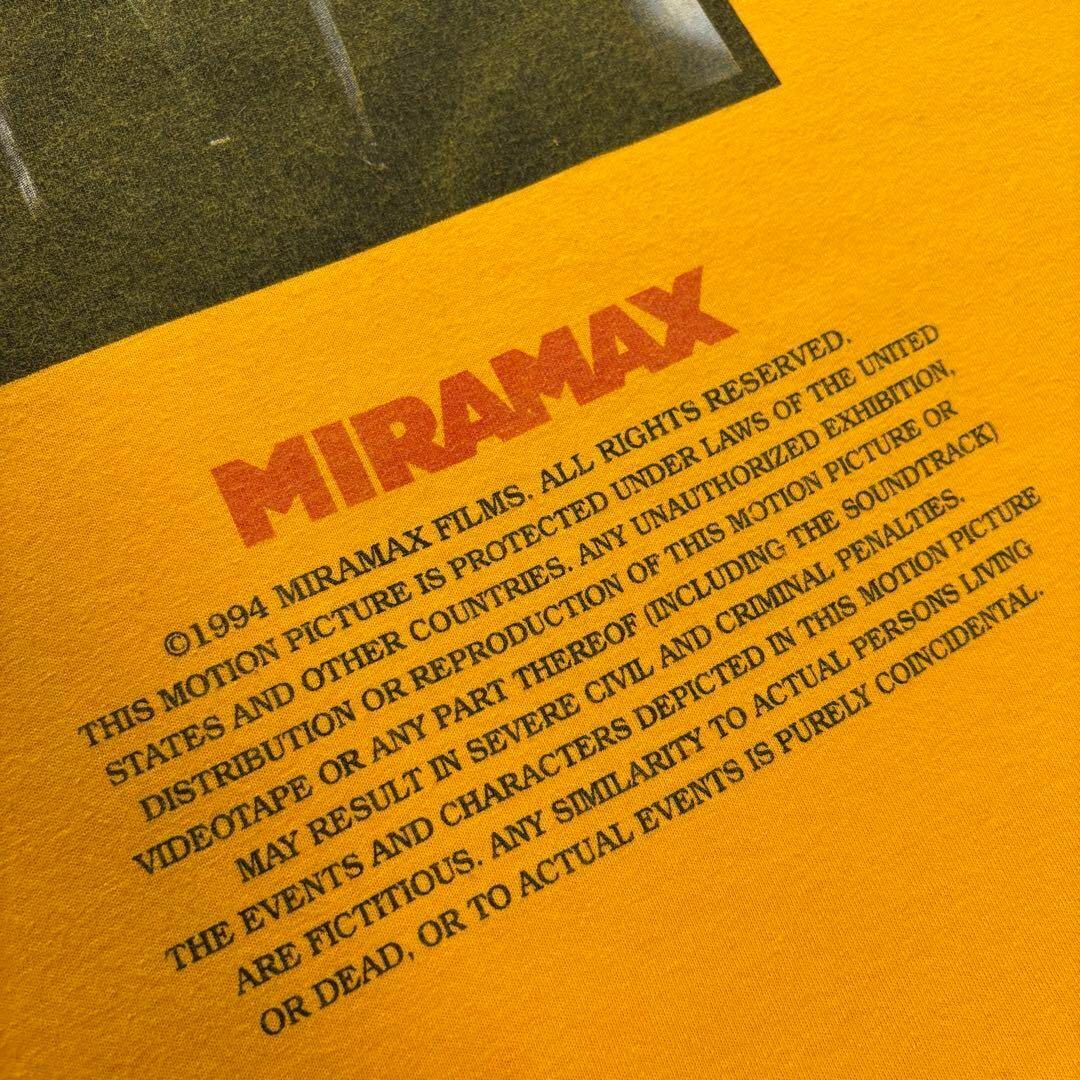 MIRAMAX
©1994 MIRAMAX FILMS. ALL RIGHTS RESERVED.
THIS MOTION PICTURE IS PROTECTED UNDER LAWS OF THE UNITED
STATES AND OTHER COUNTRIES. ANY UNAUTHORIZED EXHIBITION,
DISTRIBUTION OR REPRODUCTION OF THIS MOTION PICTURE OR
VIDEOTAPE OR ANY PART THEREOF (INCLUDING THE SOUNDTRACK)
MAY RESULT IN SEVERE CIVIL AND CRIMINAL PENALTIES.
THE EVENTS AND CHARACTERS DEPICTED IN THIS MOTION PICTURE
ARE FICTITIOUS. ANY SIMILARITY TO ACTUAL PERSONS LIVING
OR DEAD, OR TO ACTUAL EVENTS IS PURELY COINCIDENTAL.